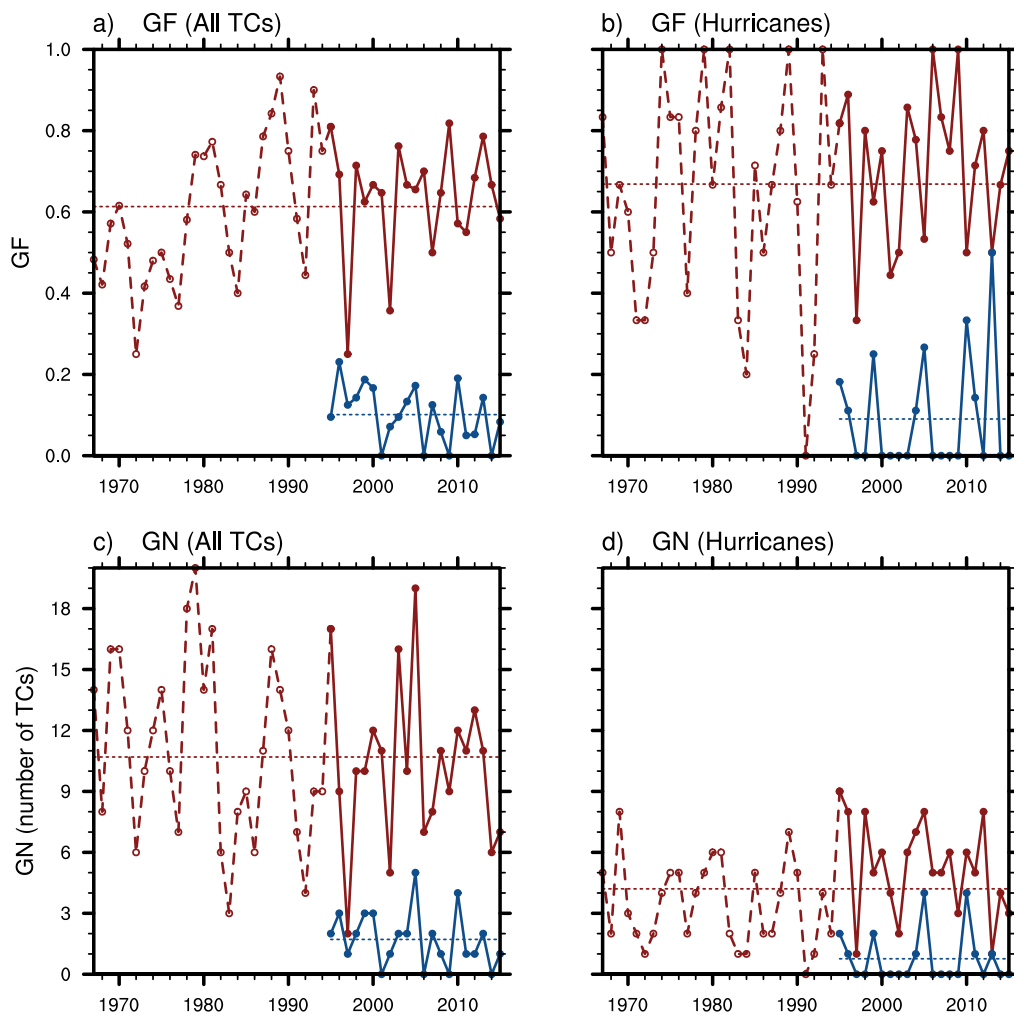 a) GF (All TCs)
b) GF (Hurricanes)
1.0
0.8
0.6
0.4
0.2
0.0
GF
1970 1980 1990 2000 2010
1970 1980 1990 2000 2010
c) GN (All TCs)
d) GN (Hurricanes)
18
15
12
9
6
3
0
GN (number of TCs)
1970 1980 1990 2000 2010
1970 1980 1990 2000 2010